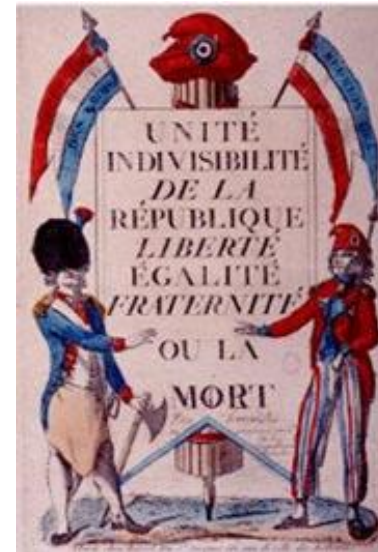 UNITÉ
INDIVISIBILITÉ
DE LA
RÉPUBLIQUE
LIBERTÉ
ÉGALITÉ
FRATERNITÉ
OU LA
MORT